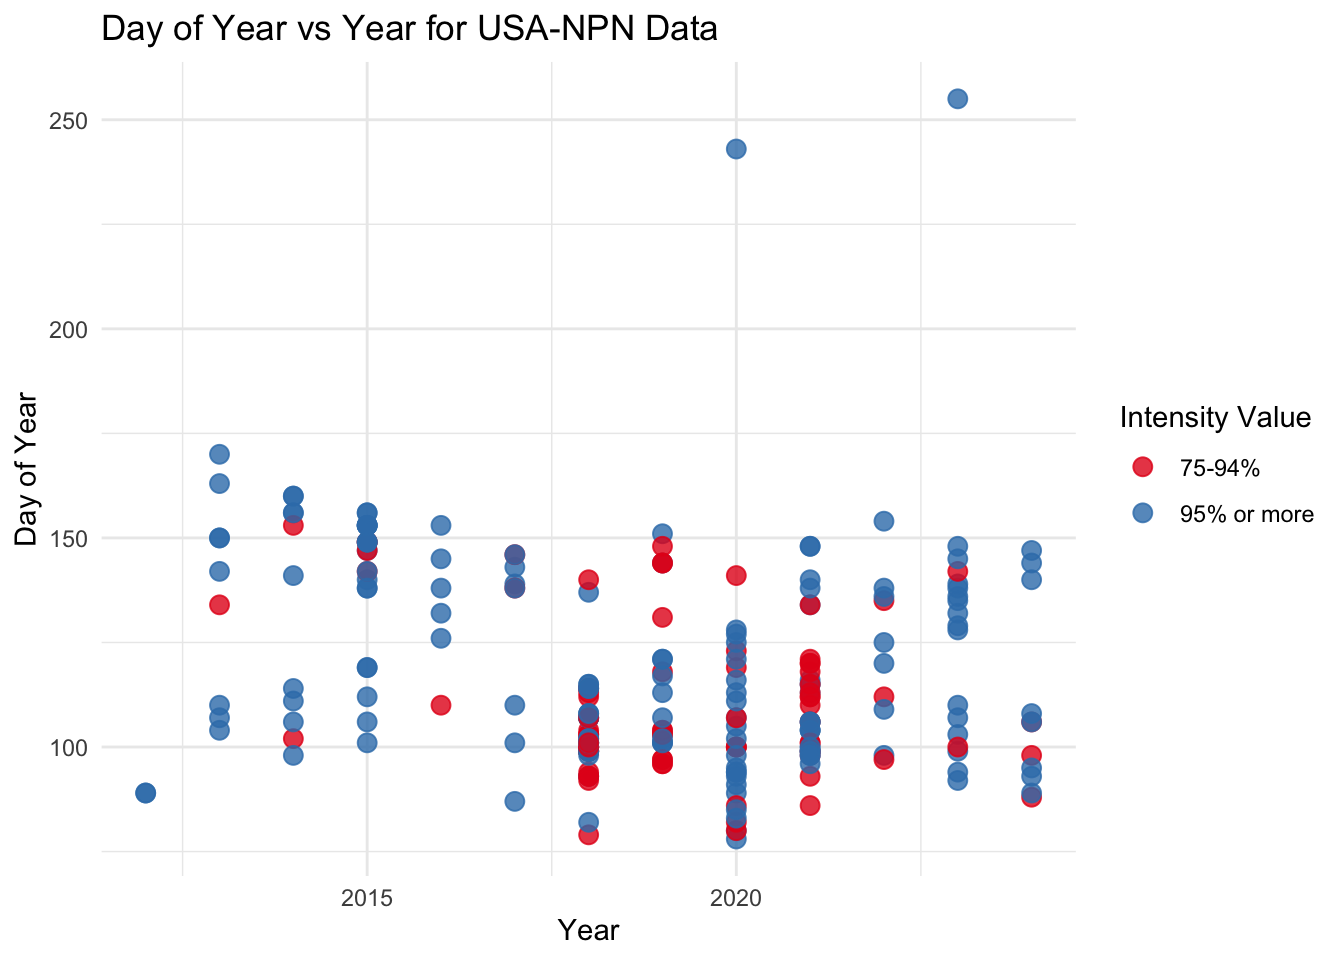 Day of Year vs Year for USA-NPN Data
250
200
150
100
Day of Year
2015
2020
Year
Intensity Value
75-94%
95% or more